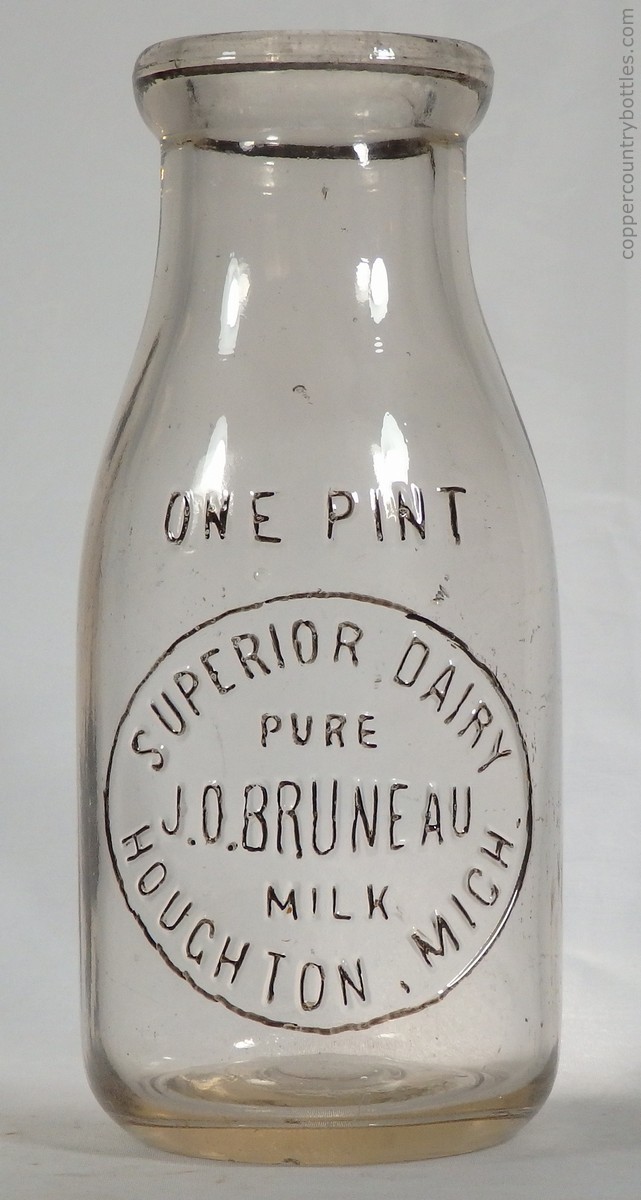 coppercountrybottles.com
ONE PINT
SUPERIOR DAIRY
PURE
J.O.BRUNEAU
MILK
HOUGHTON, MICH.